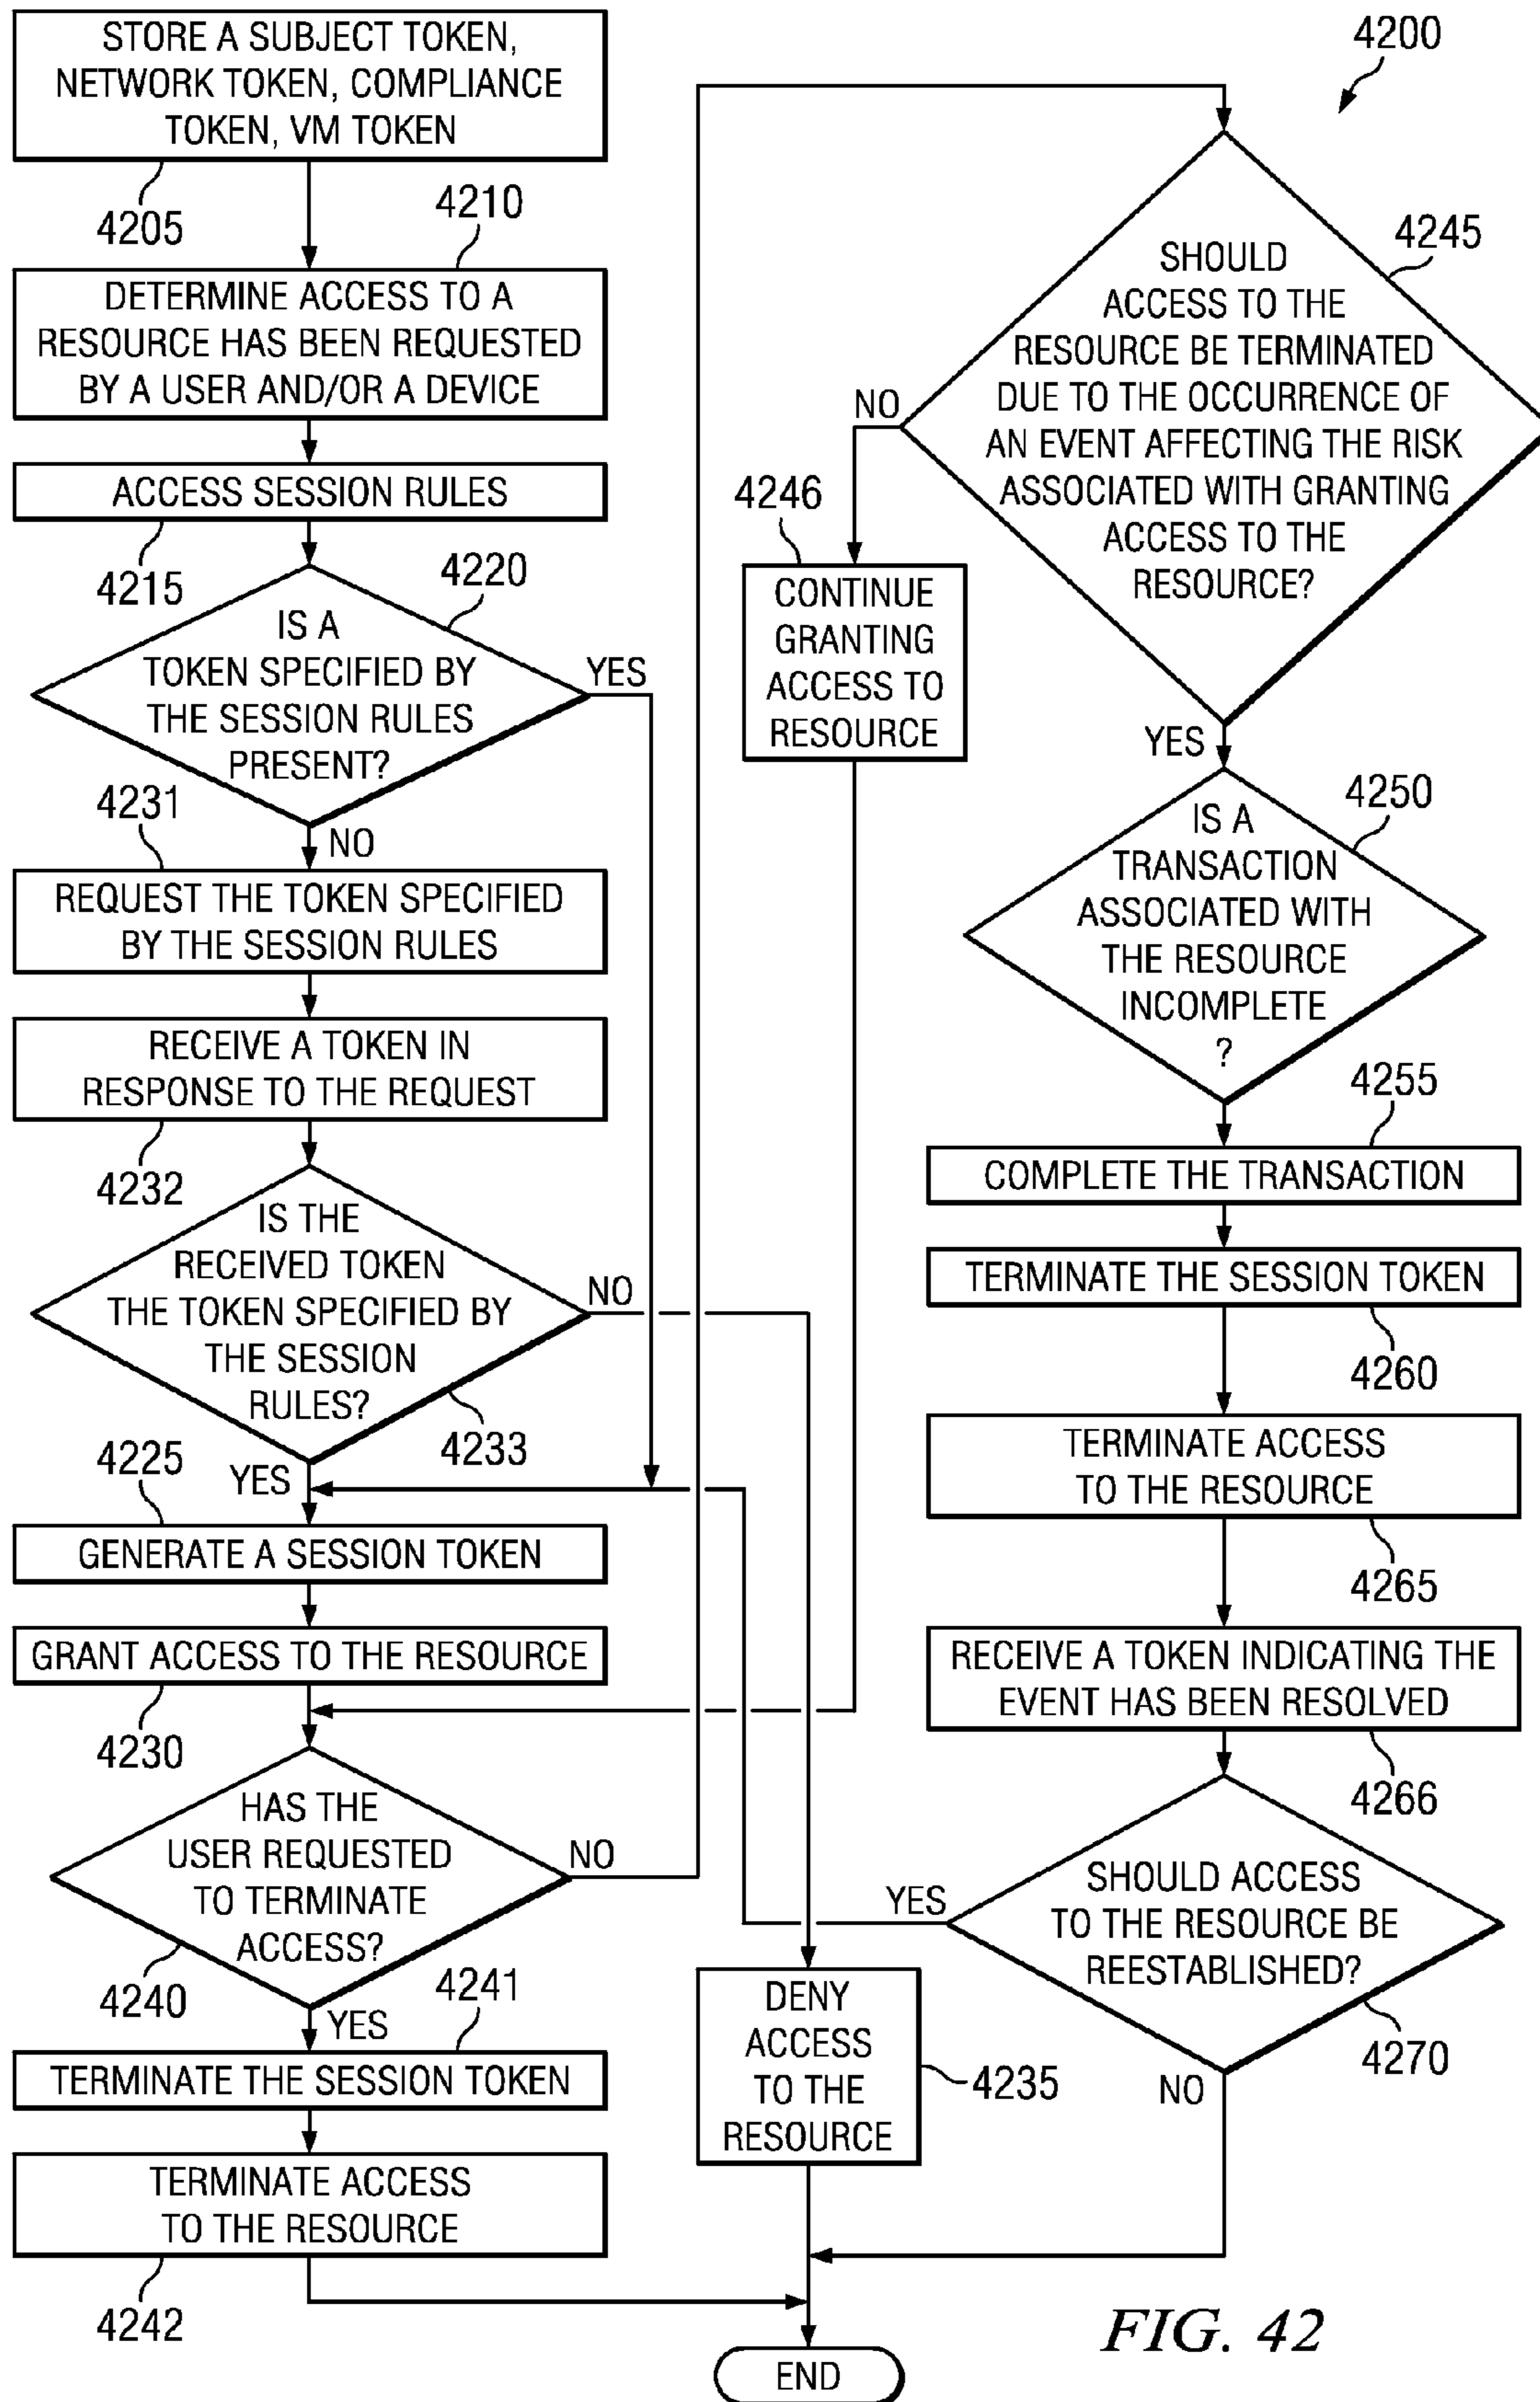 STORE A SUBJECT TOKEN,
NETWORK TOKEN, COMPLIANCE
TOKEN, VM TOKEN
4205
4210
DETERMINE ACCESS TO A
RESOURCE HAS BEEN REQUESTED
BY A USER AND/OR A DEVICE
ACCESS SESSION RULES
4215
4220
IS A
TOKEN SPECIFIED BY
THE SESSION RULES
PRESENT?
YES
4231
NO
REQUEST THE TOKEN SPECIFIED
BY THE SESSION RULES
RECEIVE A TOKEN IN
RESPONSE TO THE REQUEST
4232
IS THE
RECEIVED TOKEN
THE TOKEN SPECIFIED BY
THE SESSION
RULES?
NO
4233
4225
YES
GENERATE A SESSION TOKEN
GRANT ACCESS TO THE RESOURCE
4230
HAS THE
USER REQUESTED
TO TERMINATE
ACCESS?
NO
4240
4241
YES
TERMINATE THE SESSION TOKEN
TERMINATE ACCESS
TO THE RESOURCE
4242
4200
4245
SHOULD
ACCESS TO THE
RESOURCE BE TERMINATED
DUE TO THE OCCURRENCE OF
AN EVENT AFFECTING THE RISK
ASSOCIATED WITH GRANTING
ACCESS TO THE
RESOURCE?
NO
4246
CONTINUE
GRANTING
ACCESS TO
RESOURCE
YES
4250
IS A
TRANSACTION
ASSOCIATED WITH
THE RESOURCE
INCOMPLETE
?
4255
COMPLETE THE TRANSACTION
TERMINATE THE SESSION TOKEN
4260
TERMINATE ACCESS
TO THE RESOURCE
4265
RECEIVE A TOKEN INDICATING THE
EVENT HAS BEEN RESOLVED
4266
SHOULD ACCESS
TO THE RESOURCE BE
REESTABLISHED?
YES
4270
NO
DENY
ACCESS
TO THE
RESOURCE
4235
END
FIG. 42